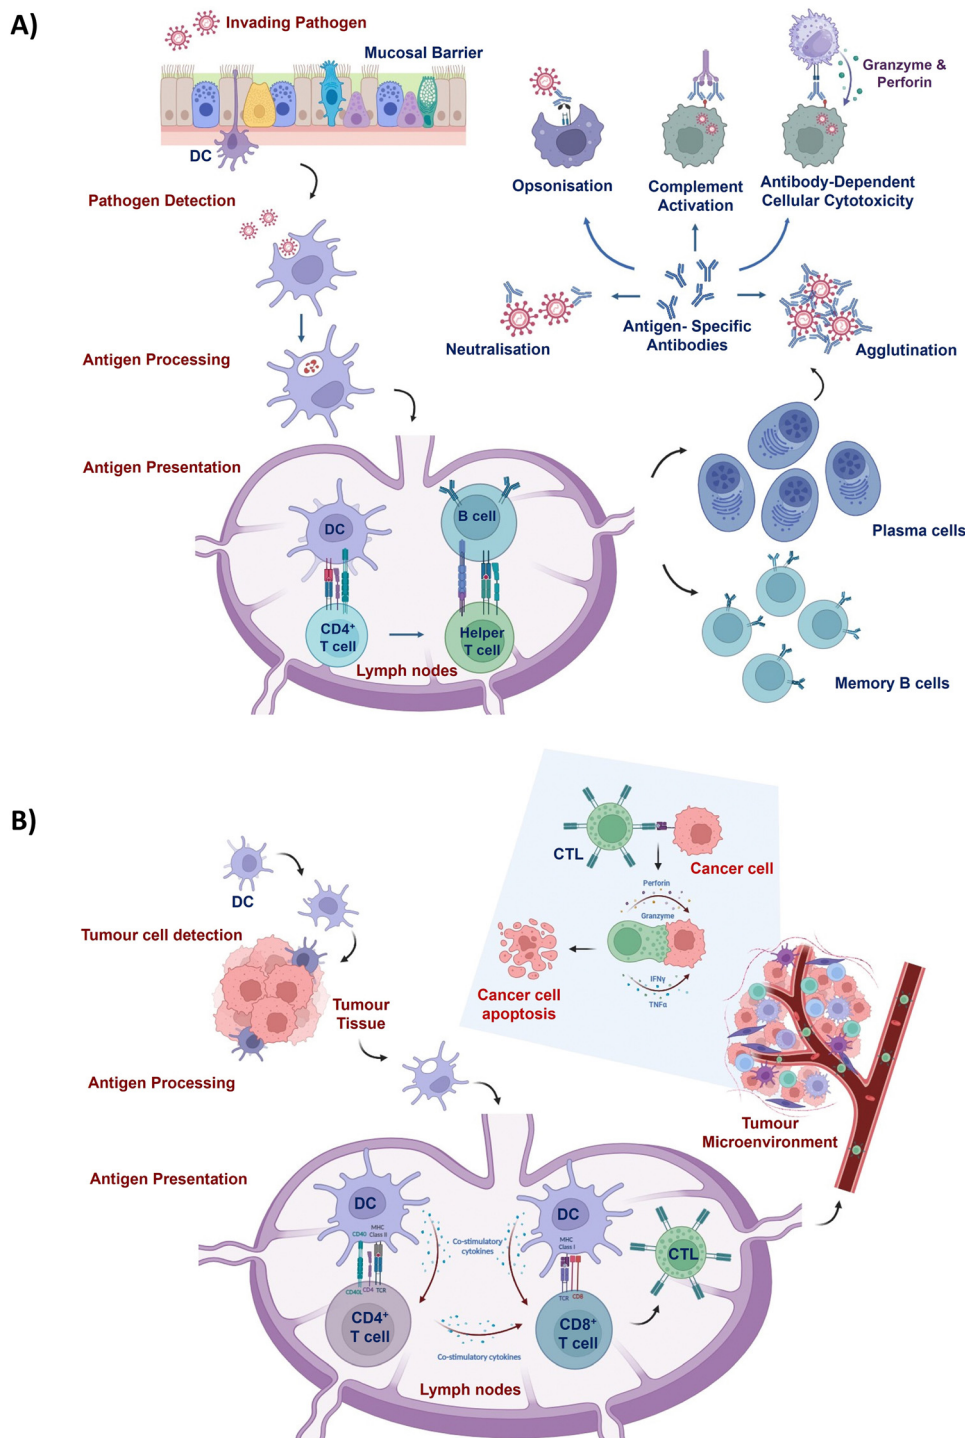 A)
Invading Pathogen
Mucosal Barrier
DC
Pathogen Detection
Antigen Processing
Antigen Presentation
DC
CD4+
T cell
B cell
Helper
T cell
Lymph nodes
Opsonisation
Complement
Activation
Granzyme &
Perforin
Antibody-Dependent
Cellular Cytotoxicity
Neutralisation
Antigen- Specific
Antibodies
Agglutination
Plasma cells
Memory B cells
B)
DC
Tumour cell detection
Tumour
Tissue
Antigen Processing
Antigen Presentation
CTL
Cancer cell
Perforin
Granzyme
IFNγ
TNFα
Cancer cell
apoptosis
Tumour
Microenvironment
DC
CD40
MHC
Class II
CD40L
CD4
TCR
CD4+
T cell
Co-stimulatory
cytokines
Co-stimulatory cytokines
DC
MHC
Class I
TCR
CD8
CD8+
T cell
CTL
Lymph nodes